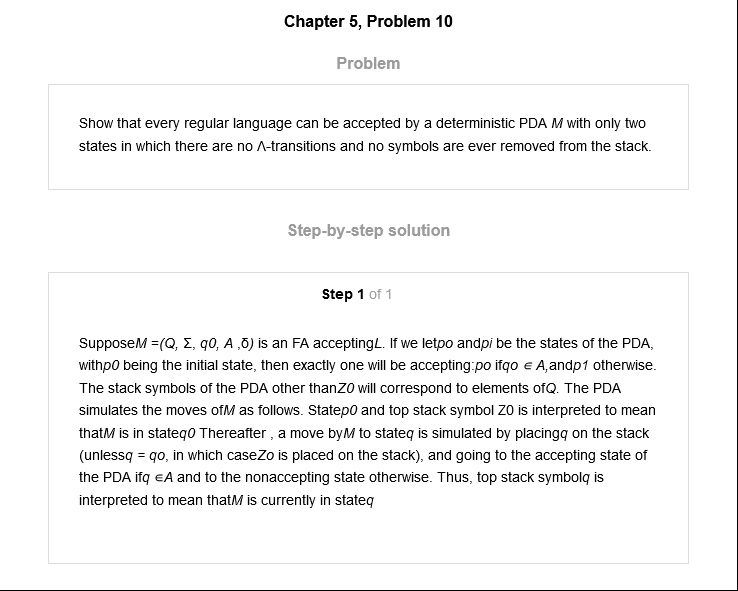 Chapter 5, Problem 10
Problem
Show that every regular language can be accepted by a deterministic PDA M with only two
states in which there are no Λ-transitions and no symbols are ever removed from the stack.
Step-by-step solution
Step 1 of 1
SupposeM =(Q, Σ, q0, A ,δ) is an FA acceptingL. If we letpo andpi be the states of the PDA,
withp0 being the initial state, then exactly one will be accepting:po ifqo ∈ A,andp1 otherwise.
The stack symbols of the PDA other thanZ0 will correspond to elements ofQ. The PDA
simulates the moves ofM as follows. Statep0 and top stack symbol Z0 is interpreted to mean
thatM is in stateq0 Thereafter , a move byM to stateq is simulated by placingq on the stack
(unlessq = qo, in which caseZo is placed on the stack), and going to the accepting state of
the PDA ifq ∈A and to the nonaccepting state otherwise. Thus, top stack symbolq is
interpreted to mean thatM is currently in stateq